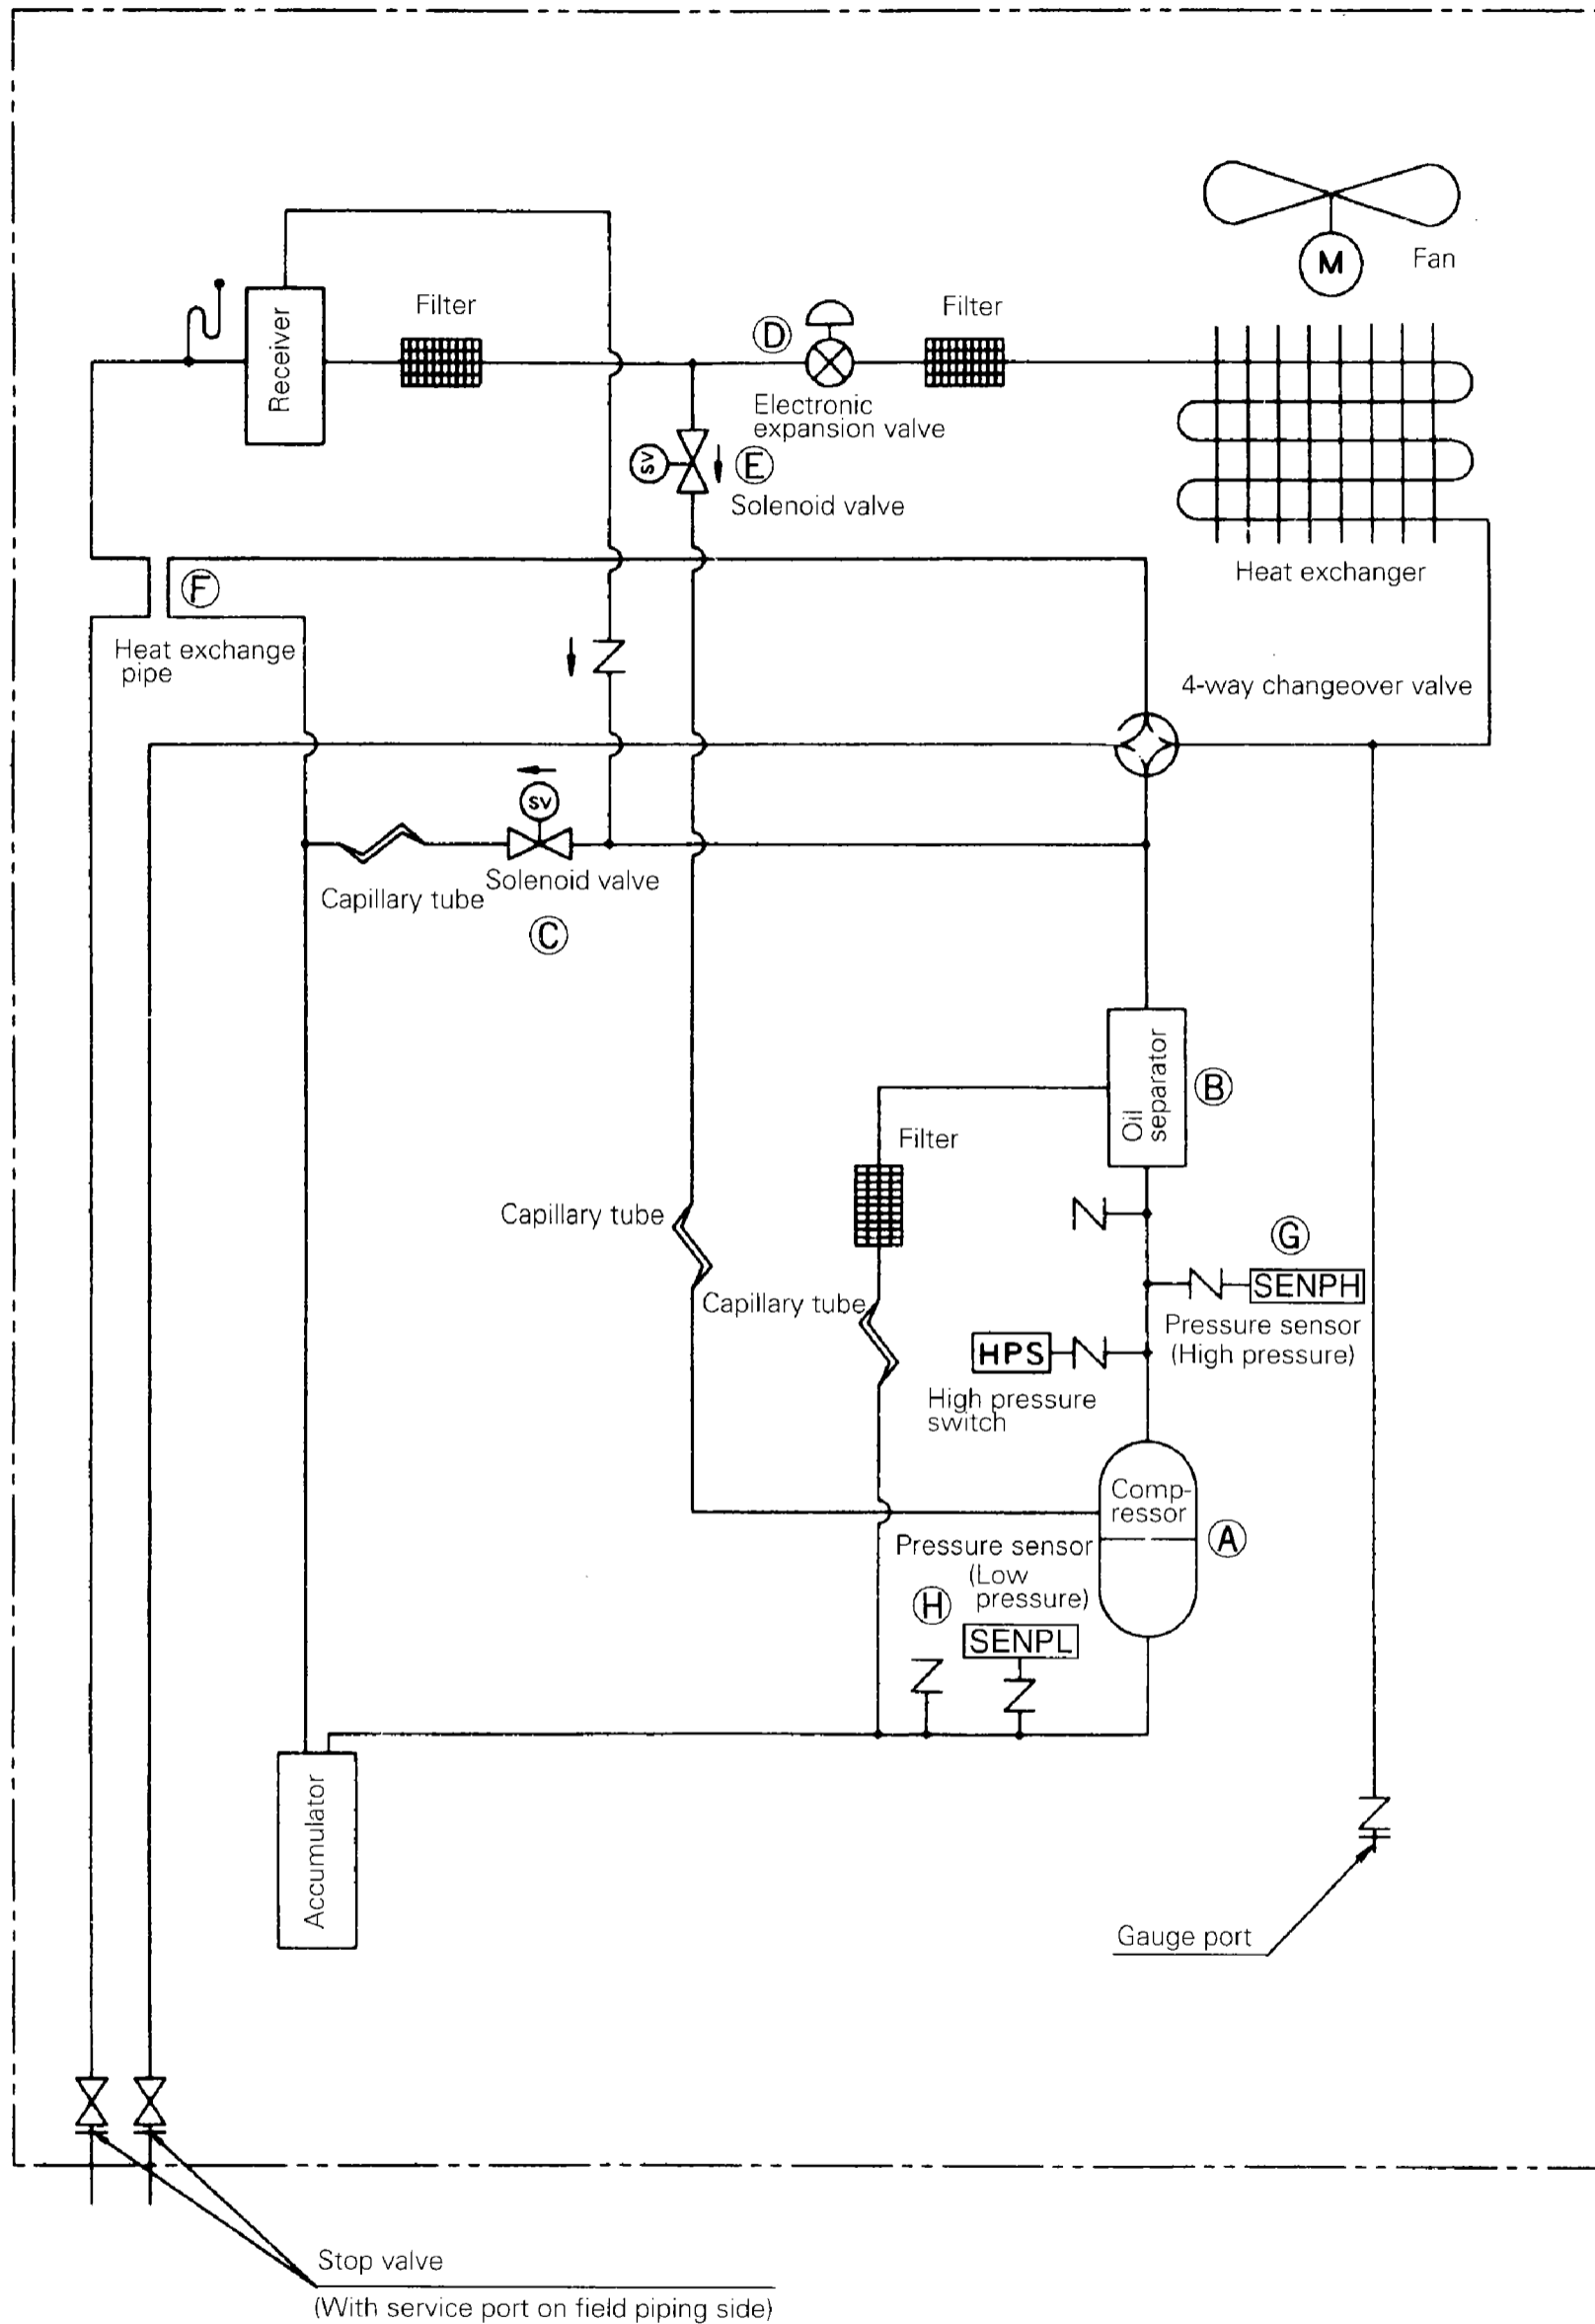 M
Fan
Filter
Filter
Receiver
D
Electronic
expansion valve
SV
E
Solenoid valve
Heat exchanger
F
Heat exchange
pipe
4-way changeover valve
SV
Solenoid valve
Capillary tube
C
Oil
separator
B
Filter
Capillary tube
G
SENPH
Capillary tube
Pressure sensor
(High pressure)
HPS
High pressure
switch
Comp-
ressor
A
Pressure sensor
(Low
pressure)
H
SENPL
Accumulator
Gauge port
Stop valve
(With service port on field piping side)